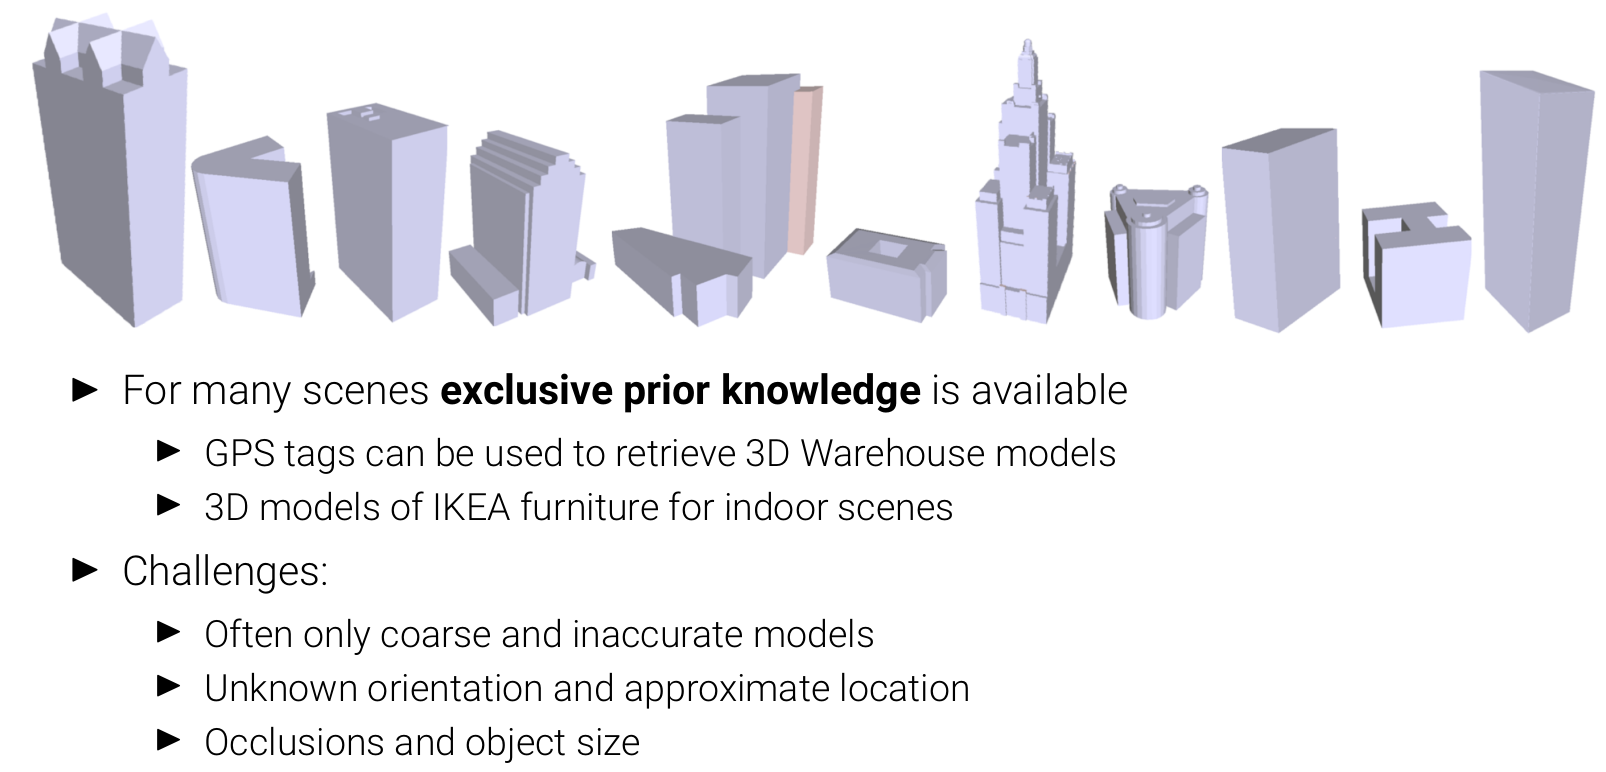 For many scenes exclusive prior knowledge is available
GPS tags can be used to retrieve 3D Warehouse models
3D models of IKEA furniture for indoor scenes
Challenges:
Often only coarse and inaccurate models
Unknown orientation and approximate location
Occlusions and object size